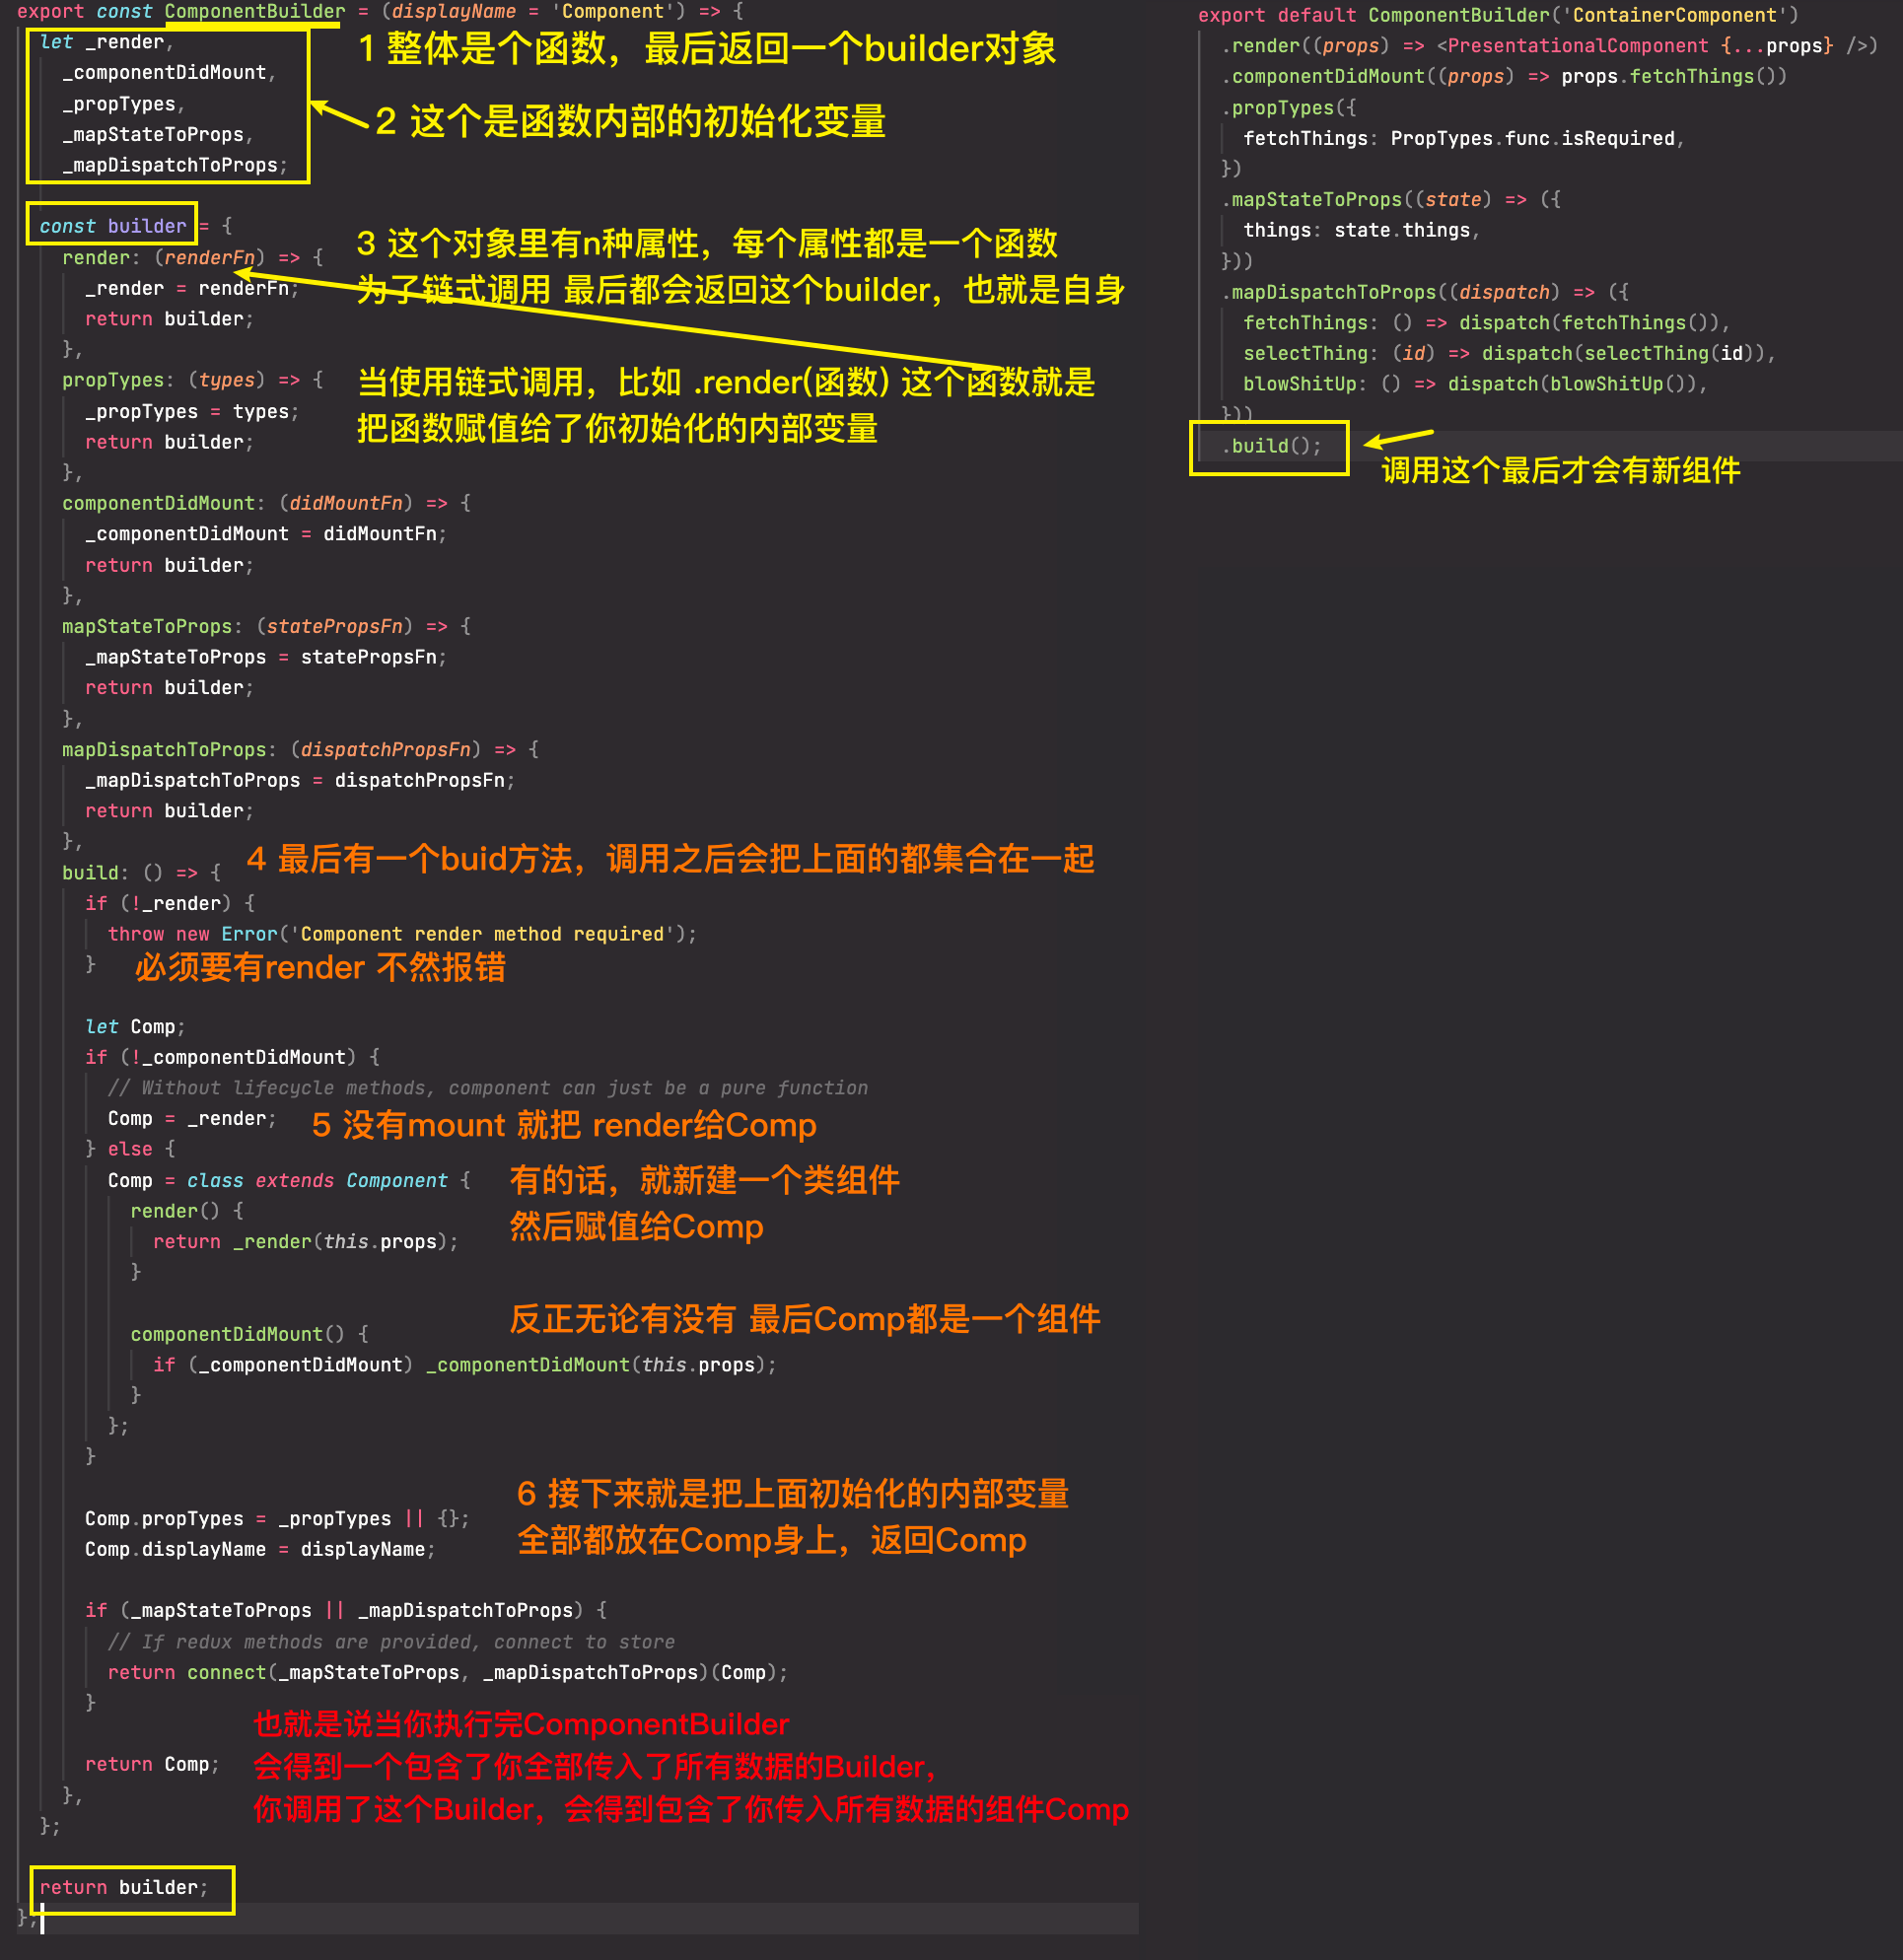 export const ComponentBuilder = (displayName = 'Component') => {
let _render,
_componentDidMount,
_propTypes,
_mapStateToProps,
_mapDispatchToProps;
1 整体是个函数，最后返回一个builder对象
2 这个是函数内部的初始化变量
const builder = {
render: (renderFn) => {
_render = renderFn;
return builder;
},
3 这个对象里有n种属性，每个属性都是一个函数
为了链式调用 最后都会返回这个builder，也就是自身
propTypes: (types) => {
_propTypes = types;
return builder;
},
当使用链式调用，比如 .render(函数) 这个函数就是
把函数赋值给了你初始化的内部变量
componentDidMount: (didMountFn) => {
_componentDidMount = didMountFn;
return builder;
},
mapStateToProps: (statePropsFn) => {
_mapStateToProps = statePropsFn;
return builder;
},
mapDispatchToProps: (dispatchPropsFn) => {
_mapDispatchToProps = dispatchPropsFn;
return builder;
},
4 最后有一个buid方法，调用之后会把上面的都集合在一起
build: () => {
if (!_render) {
throw new Error('Component render method required');
}
必须要有render 不然报错
let Comp;
if (!_componentDidMount) {
// Without lifecycle methods, component can just be a pure function
Comp = _render;
5 没有mount 就把 render给Comp
} else {
Comp = class extends Component {
有的话，就新建一个类组件
然后赋值给Comp
render() {
return _render(this.props);
}
反正无论有没有 最后Comp都是一个组件
componentDidMount() {
if (_componentDidMount) _componentDidMount(this.props);
}
};
}
6 接下来就是把上面初始化的内部变量
全部都放在Comp身上，返回Comp
Comp.propTypes = _propTypes || {};
Comp.displayName = displayName;
if (_mapStateToProps || _mapDispatchToProps) {
// If redux methods are provided, connect to store
return connect(_mapStateToProps, _mapDispatchToProps)(Comp);
}
也就是说当你执行完ComponentBuilder
会得到一个包含了你全部传入了所有数据的Builder，
你调用了这个Builder，会得到包含了你传入所有数据的组件Comp
return Comp;
},
};
return builder;
};
export default ComponentBuilder('ContainerComponent')
.render((props) => <PresentationalComponent {...props} />)
.componentDidMount((props) => props.fetchThings())
.propTypes({
fetchThings: PropTypes.func.isRequired,
})
.mapStateToProps((state) => ({
things: state.things,
}))
.mapDispatchToProps((dispatch) => ({
fetchThings: () => dispatch(fetchThings()),
selectThing: (id) => dispatch(selectThing(id)),
blowShitUp: () => dispatch(blowShitUp()),
}))
.build();
调用这个最后才会有新组件